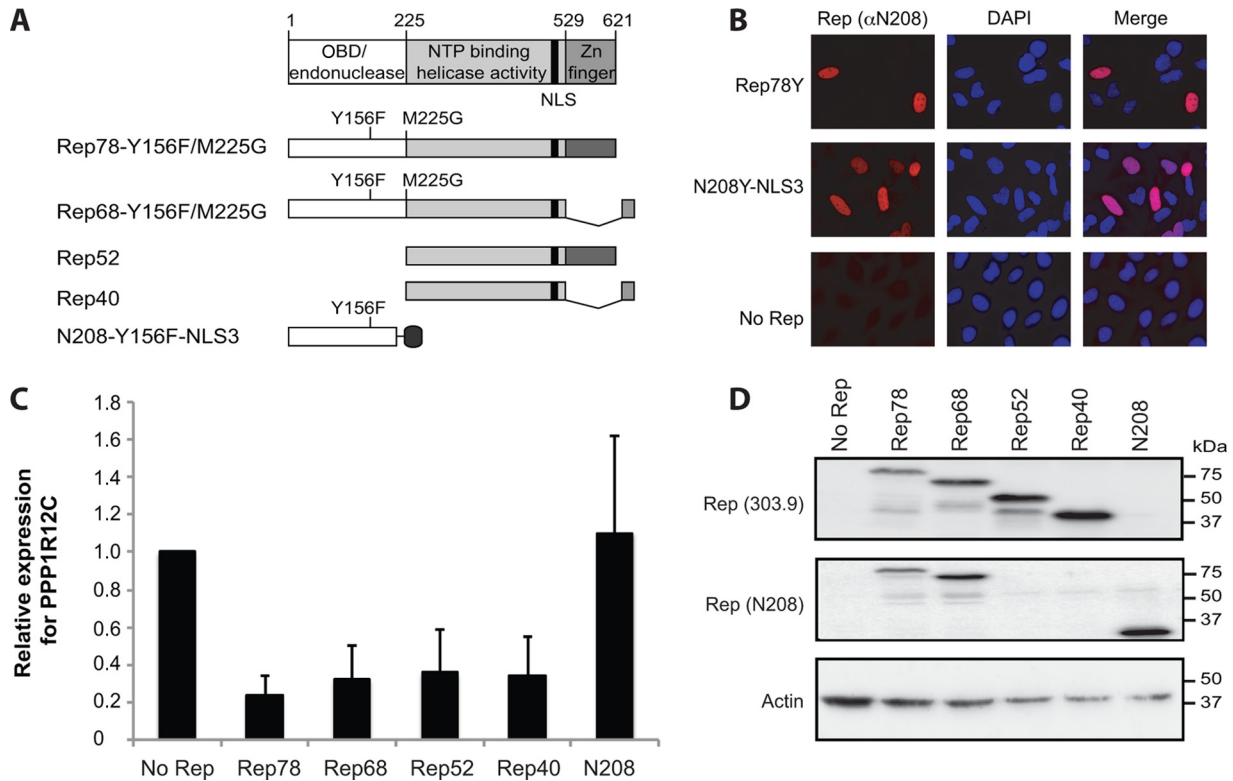 A
1 225 529 621
OBD/
endonuclease
NTP binding
helicase activity
Zn
finger
NLS
Y156F M225G
Rep78-Y156F/M225G
Y156F M225G
Rep68-Y156F/M225G
Rep52
Rep40
Y156F
N208-Y156F-NLS3
B
Rep (αN208) DAPI Merge
Rep78Y
N208Y-NLS3
No Rep
C
Relative expression
for PPP1R12C
1.8
1.6
1.4
1.2
1.0
0.8
0.6
0.4
0.2
0
No Rep Rep78 Rep68 Rep52 Rep40 N208
D
No Rep Rep78 Rep68 Rep52 Rep40 N208
kDa
Rep (303.9)
75
50
37
Rep (N208)
75
50
37
Actin
50
37